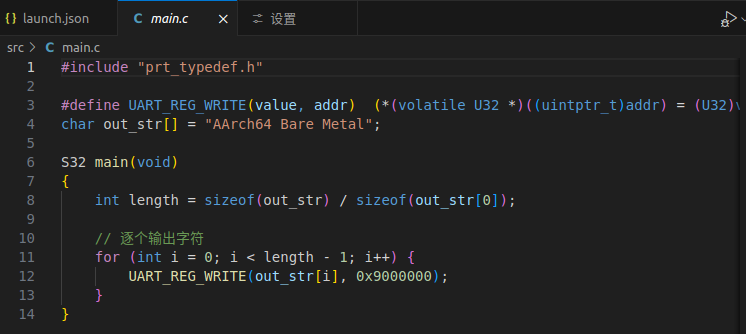 launch.json
main.c
设置
src > C main.c
1 #include "prt_typedef.h"
2
3 #define UART_REG_WRITE(value, addr)  (*(volatile U32 *)((uintptr_t)addr) = (U32)v
4 char out_str[] = "AArch64 Bare Metal";
5
6 S32 main(void)
7 {
8     int length = sizeof(out_str) / sizeof(out_str[0]);
9
10     // 逐个输出字符
11     for (int i = 0; i < length - 1; i++) {
12         UART_REG_WRITE(out_str[i], 0x9000000);
13     }
14 }